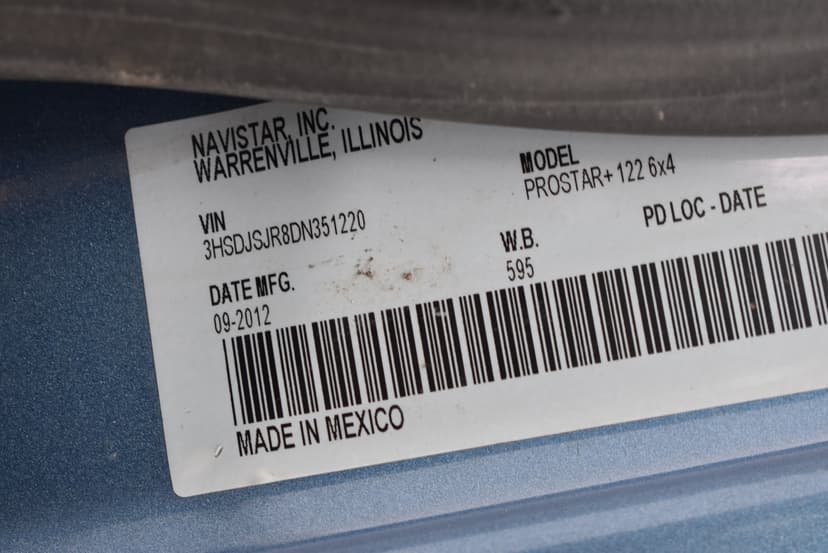 NAVISTAR, INC.
WARRENVILLE, ILLINOIS
MODEL
PROSTAR+ 122 6x4
VIN
3HSDJSJR8DN351220
W.B.
595
PD LOC - DATE
DATE MFG.
09-2012
MADE IN MEXICO